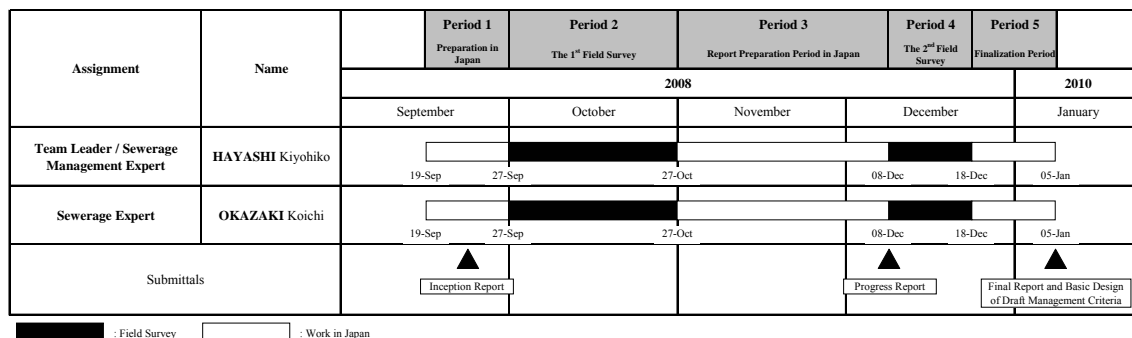 Assignment
Name
Period 1
Preparation in
Japan
Period 2
The 1st Field Survey
Period 3
Report Preparation Period in Japan
Period 4
The 2nd Field
Survey
Period 5
Finalization Period
2008
2010
September
October
November
December
January
Team Leader / Sewerage
Management Expert
HAYASHI Kiyohiko
19-Sep
27-Sep
27-Oct
08-Dec
18-Dec
05-Jan
Sewerage Expert
OKAZAKI Koichi
19-Sep
27-Sep
27-Oct
08-Dec
18-Dec
05-Jan
Submittals
Inception Report
Progress Report
Final Report and Basic Design
of Draft Management Criteria
: Field Survey
: Work in Japan